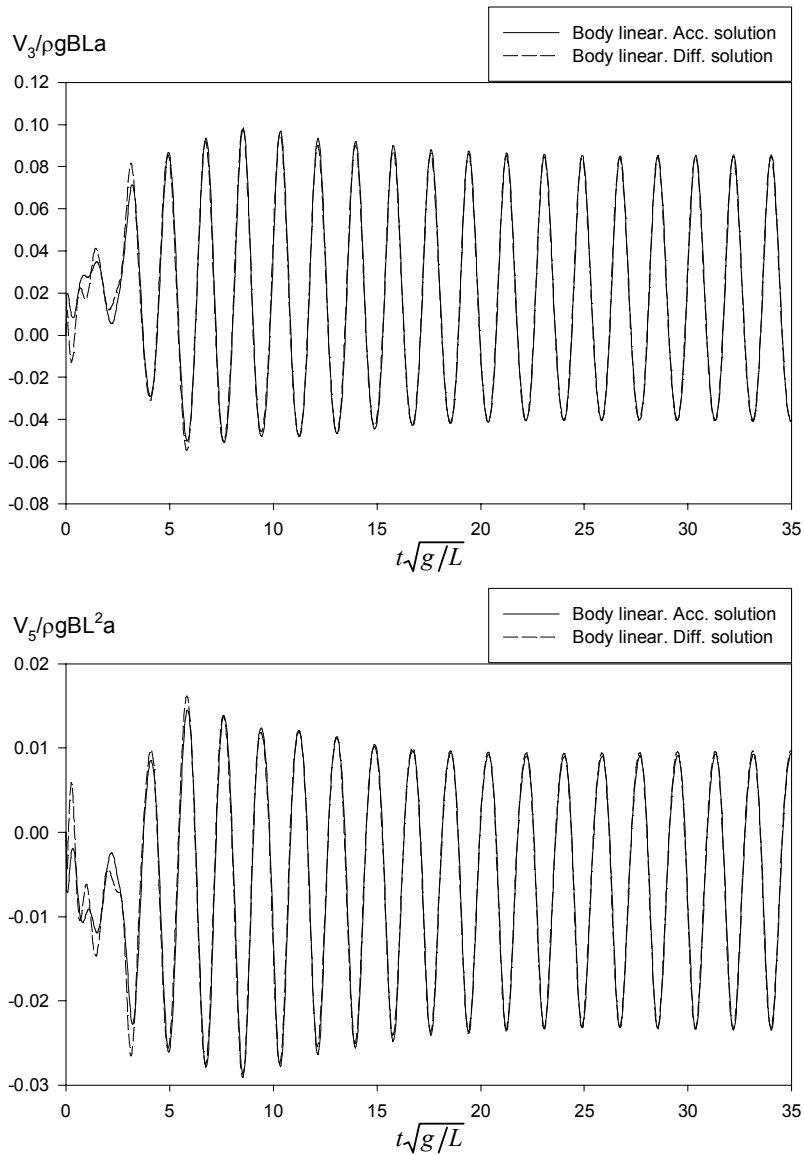 V₃/ρgBLa
Body linear. Acc. solution
Body linear. Diff. solution
0.12
0.10
0.08
0.06
0.04
0.02
0.00
-0.02
-0.04
-0.06
-0.08
0 5 10 15 20 25 30 35
t√g/L
V₅/ρgBL²a
Body linear. Acc. solution
Body linear. Diff. solution
0.02
0.01
0.00
-0.01
-0.02
-0.03
0 5 10 15 20 25 30 35
t√g/L